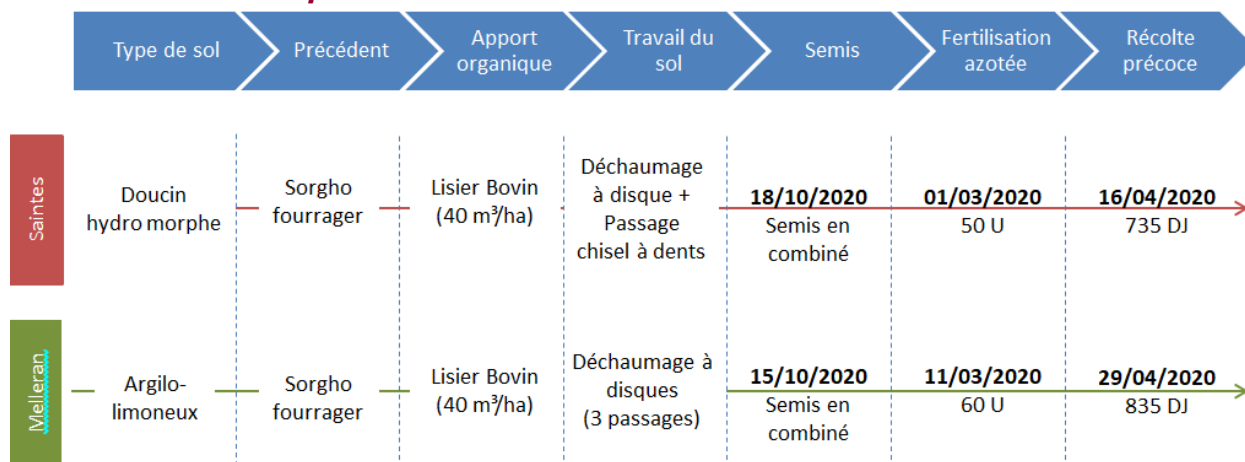 Type de sol
Précédent
Apport
organique
Travail du
sol
Semis
Fertilisation
azotée
Récolte
précoce
Saintes
Doucin
hydro morphe
Sorgho
fourrager
Lisier Bovin
(40 m³/ha)
Déchaumage
à disque +
Passage
chisel à dents
18/10/2020
Semis en
combiné
01/03/2020
50 U
16/04/2020
735 DJ
Melleran
Argilo-
limoneux
Sorgho
fourrager
Lisier Bovin
(40 m³/ha)
Déchaumage à
disques
(3 passages)
15/10/2020
Semis en
combiné
11/03/2020
60 U
29/04/2020
835 DJ